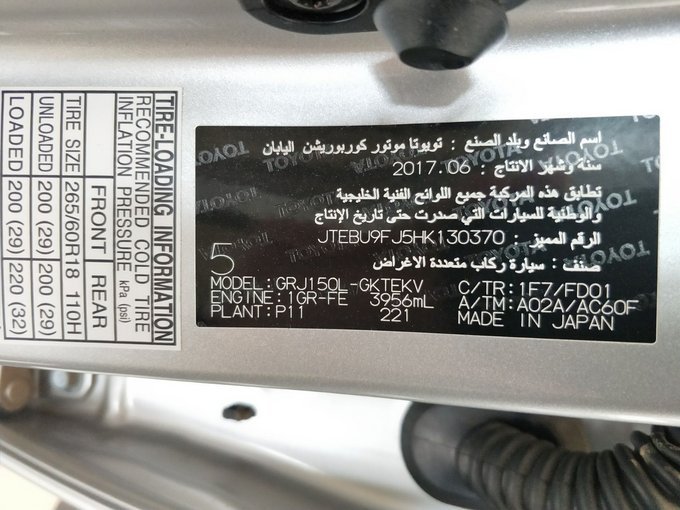 TIRE-LOADING INFORMATION
RECOMMENDED COLD TIRE
INFLATION PRESSURE kPa (psi)
FRONT REAR
TIRE SIZE 265/60R18 110H
UNLOADED 200 (29) 200 (29)
LOADED 200 (29) 220 (32)
اسم الصانع وبلد الصنع : تويوتا موتور كوربوريشن اليابان
سنة وشهر الانتاج : 2017.06
تطابق هذه المركبة جميع اللوائح الفنية الخليجية
والوطنية للسيارات التي صدرت حتى تاريخ الإنتاج
الرقم المميز : JTEBU9FJ5HK130370
صنف : سيارة ركاب متعددة الاغراض
5
MODEL:GRJ150L-GKTEKV C/TR:1F7/FD01
ENGINE:1GR-FE 3956mL A/TM:A02A/AC60F
PLANT:P11 221 MADE IN JAPAN
TOYOTA